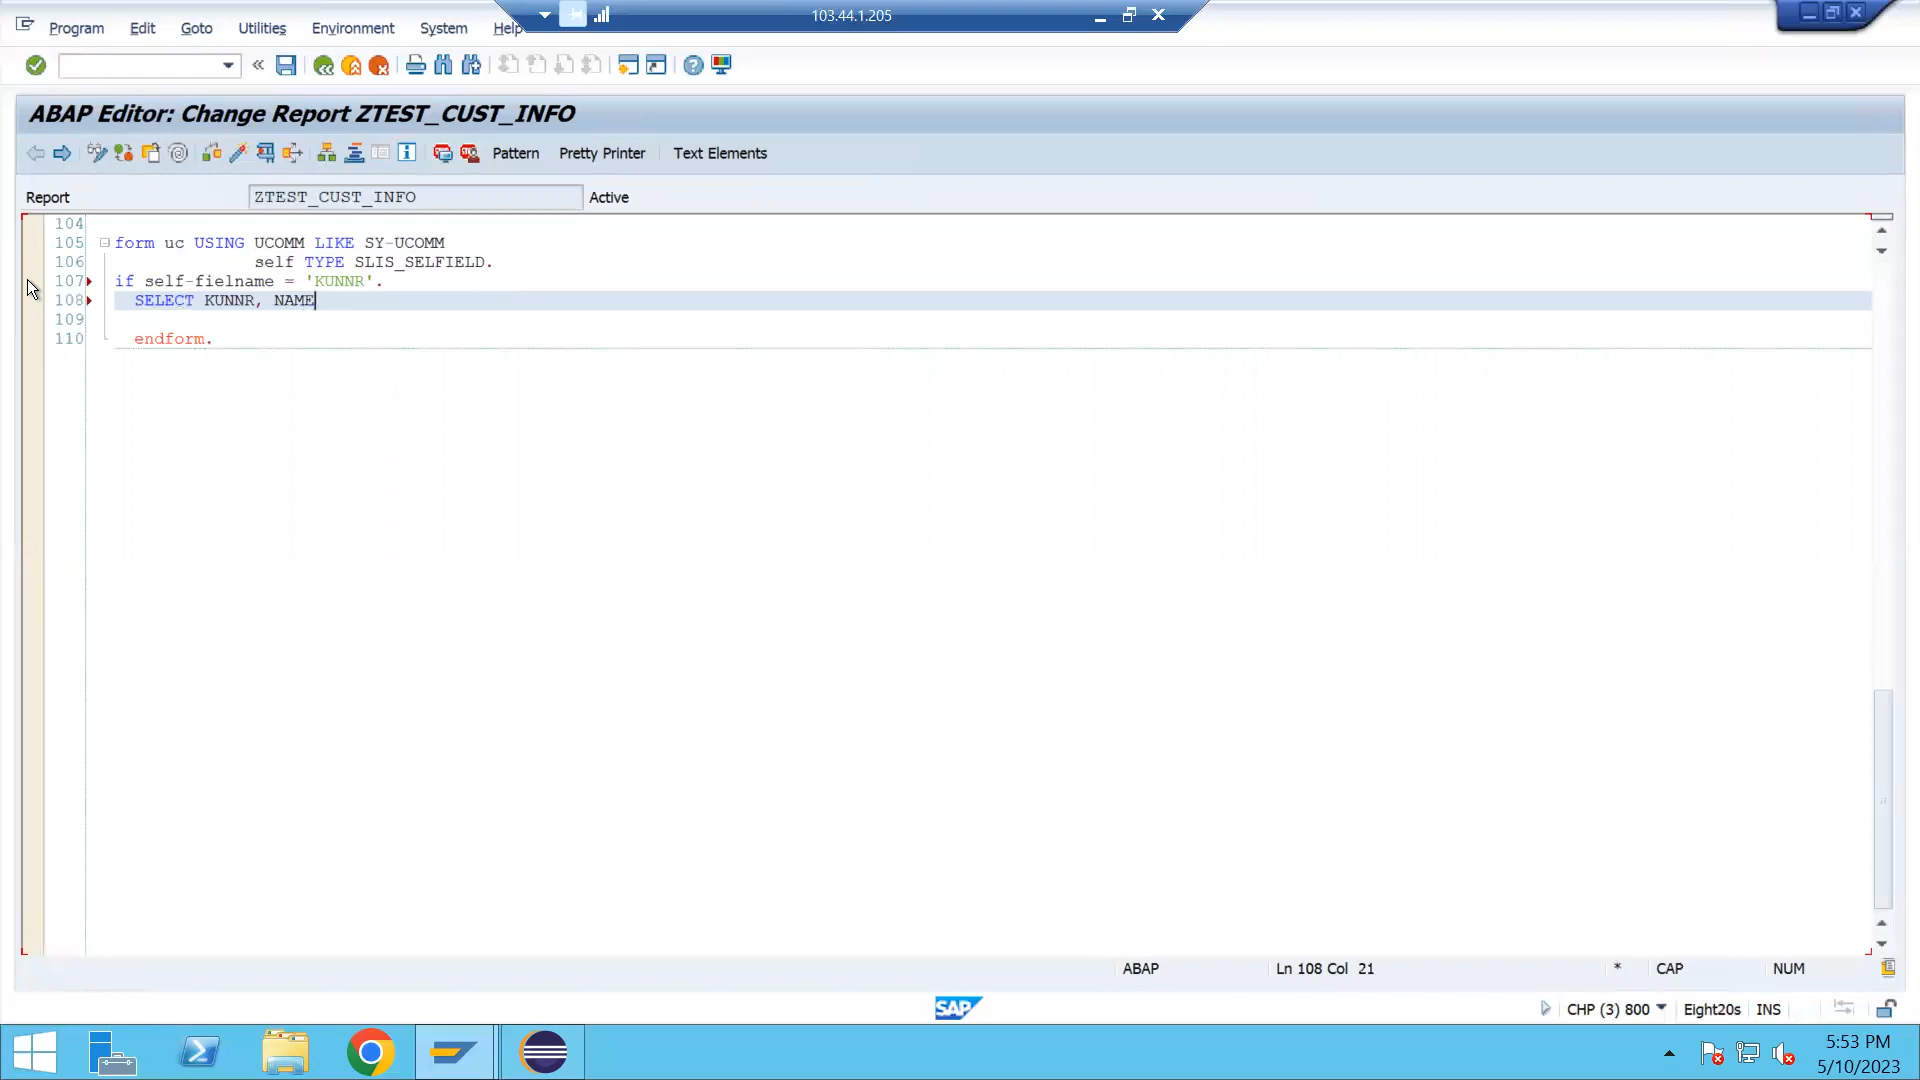 103.44.1.205
Program Edit Goto Utilities Environment System Help
ABAP Editor: Change Report ZTEST_CUST_INFO
Pattern Pretty Printer Text Elements
Report ZTEST_CUST_INFO Active
104
105 form uc USING UCOMM LIKE SY-UCOMM
106 self TYPE SLIS_SELFIELD.
107 if self-fielname = 'KUNNR'.
108 SELECT KUNNR, NAME
109
110 endform.
ABAP Ln 108 Col 21 * CAP NUM
SAP CHP (3) 800 Eight20s INS
5:53 PM
5/10/2023